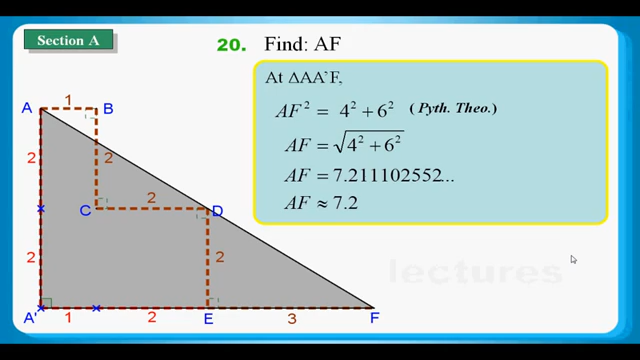 Section A
20. Find: AF
At ΔAA'F,
AF² = 4² + 6² ( Pyth. Theo.)
AF = √4² + 6²
AF = 7.211102552...
AF ≈ 7.2
A 1 B
2 2
C 2 D
2 2
A' 1 2 E 3 F
lectures